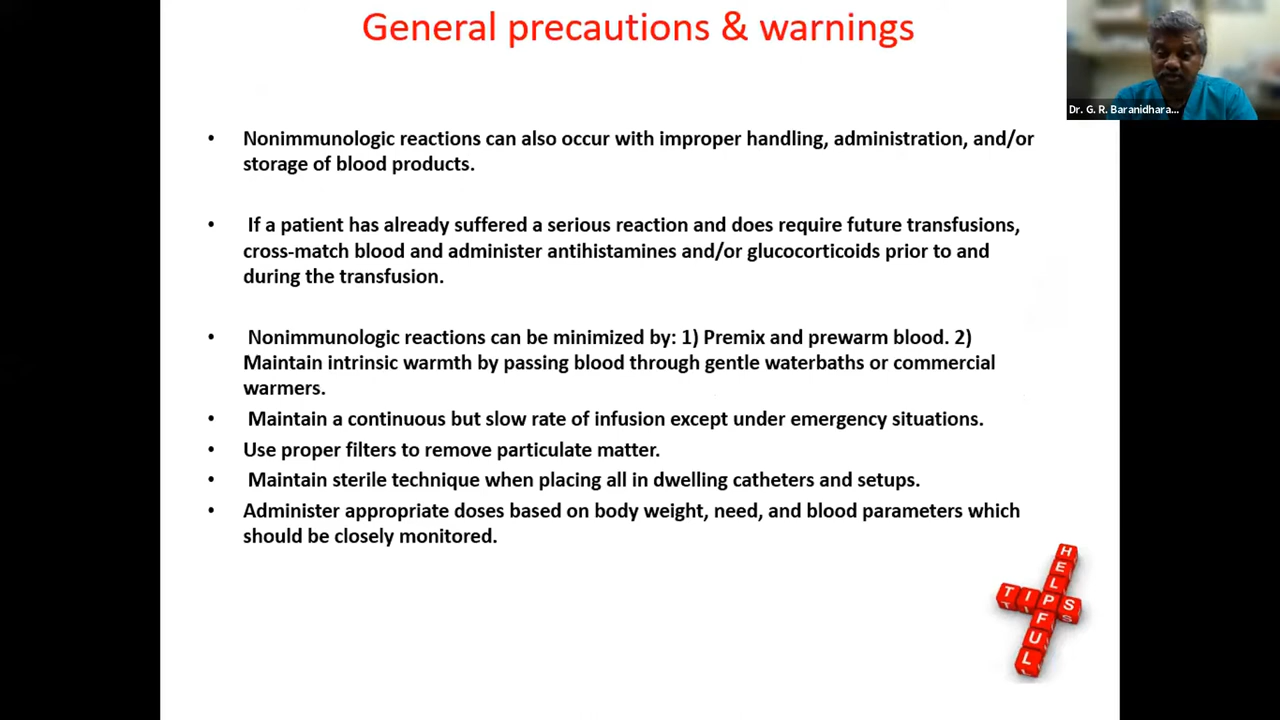 General precautions & warnings
Dr. G. R. Baranidhara...
• Nonimmunologic reactions can also occur with improper handling, administration, and/or
storage of blood products.
• If a patient has already suffered a serious reaction and does require future transfusions,
cross-match blood and administer antihistamines and/or glucocorticoids prior to and
during the transfusion.
• Nonimmunologic reactions can be minimized by: 1) Premix and prewarm blood. 2)
Maintain intrinsic warmth by passing blood through gentle waterbaths or commercial
warmers.
• Maintain a continuous but slow rate of infusion except under emergency situations.
• Use proper filters to remove particulate matter.
• Maintain sterile technique when placing all in dwelling catheters and setups.
• Administer appropriate doses based on body weight, need, and blood parameters which
should be closely monitored.
HELPFUL
TIPS